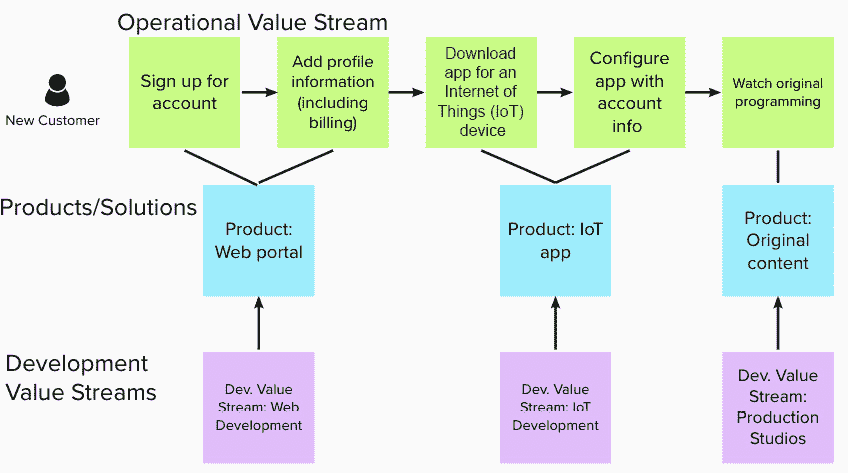 Operational Value Stream
New Customer
Sign up for
account
Add profile
information
(including
billing)
Download
app for an
Internet of
Things (IoT)
device
Configure
app with
account
info
Watch original
programming
Products/Solutions
Product:
Web portal
Product: IoT
app
Product:
Original
content
Development
Value Streams
Dev. Value
Stream: Web
Development
Dev. Value
Stream: IoT
Development
Dev. Value
Stream:
Production
Studios